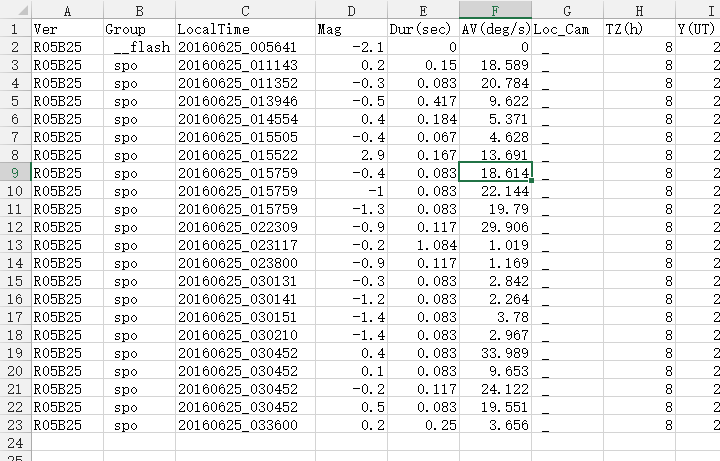 A B C D E F G H I
1 Ver Group LocalTime Mag Dur(sec) AV(deg/s) Loc_Cam TZ(h) Y(UT)
2 R05B25 __flash 20160625_005641 -2.1 0 0 _ 8 2
3 R05B25 spo 20160625_011143 0.2 0.15 18.589 _ 8 2
4 R05B25 spo 20160625_011352 -0.3 0.083 20.784 _ 8 2
5 R05B25 spo 20160625_013946 -0.5 0.417 9.622 _ 8 2
6 R05B25 spo 20160625_014554 0.4 0.184 5.371 _ 8 2
7 R05B25 spo 20160625_015505 -0.4 0.067 4.628 _ 8 2
8 R05B25 spo 20160625_015522 2.9 0.167 13.691 _ 8 2
9 R05B25 spo 20160625_015759 -0.4 0.083 18.614 _ 8 2
10 R05B25 spo 20160625_015759 -1 0.083 22.144 _ 8 2
11 R05B25 spo 20160625_015759 -1.3 0.083 19.79 _ 8 2
12 R05B25 spo 20160625_022309 -0.9 0.117 29.906 _ 8 2
13 R05B25 spo 20160625_023117 -0.2 1.084 1.019 _ 8 2
14 R05B25 spo 20160625_023800 -0.9 0.117 1.169 _ 8 2
15 R05B25 spo 20160625_030131 -0.3 0.083 2.842 _ 8 2
16 R05B25 spo 20160625_030141 -1.2 0.083 2.264 _ 8 2
17 R05B25 spo 20160625_030151 -1.4 0.083 3.78 _ 8 2
18 R05B25 spo 20160625_030210 -1.4 0.083 2.967 _ 8 2
19 R05B25 spo 20160625_030452 0.4 0.083 33.989 _ 8 2
20 R05B25 spo 20160625_030452 0.1 0.083 9.653 _ 8 2
21 R05B25 spo 20160625_030452 -0.2 0.117 24.122 _ 8 2
22 R05B25 spo 20160625_030452 0.5 0.083 19.551 _ 8 2
23 R05B25 spo 20160625_033600 0.2 0.25 3.656 _ 8 2
24
25